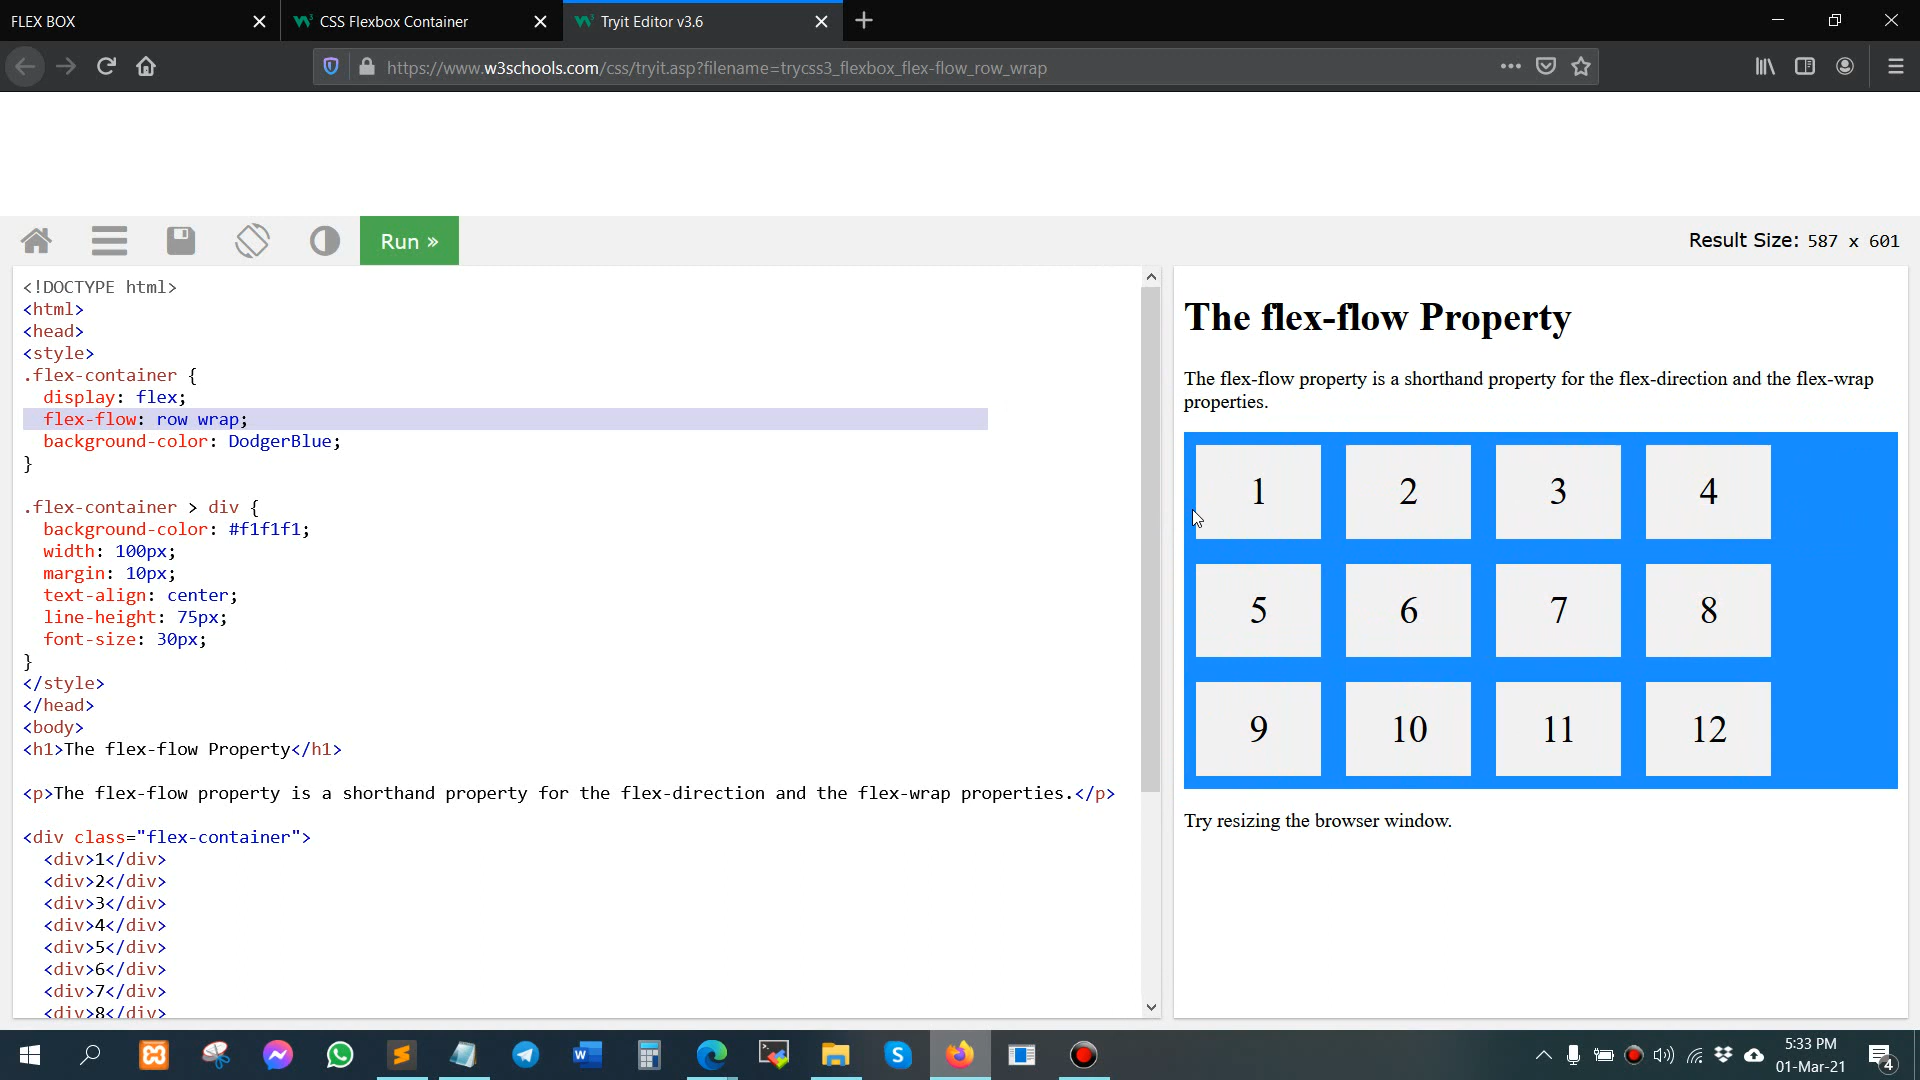 FLEX BOX
CSS Flexbox Container
Tryit Editor v3.6
https://www.w3schools.com/css/tryit.asp?filename=trycss3_flexbox_flex-flow_row_wrap
Run »
Result Size: 587 x 601
<!DOCTYPE html>
<html>
<head>
<style>
.flex-container {
  display: flex;
  flex-flow: row wrap;
  background-color: DodgerBlue;
}
.flex-container > div {
  background-color: #f1f1f1;
  width: 100px;
  margin: 10px;
  text-align: center;
  line-height: 75px;
  font-size: 30px;
}
</style>
</head>
<body>
<h1>The flex-flow Property</h1>
<p>The flex-flow property is a shorthand property for the flex-direction and the flex-wrap properties.</p>
<div class="flex-container">
  <div>1</div>
  <div>2</div>
  <div>3</div>
  <div>4</div>
  <div>5</div>
  <div>6</div>
  <div>7</div>
  <div>8</div>
The flex-flow Property
The flex-flow property is a shorthand property for the flex-direction and the flex-wrap
properties.
1 2 3 4
5 6 7 8
9 10 11 12
Try resizing the browser window.
5:33 PM
01-Mar-21
4